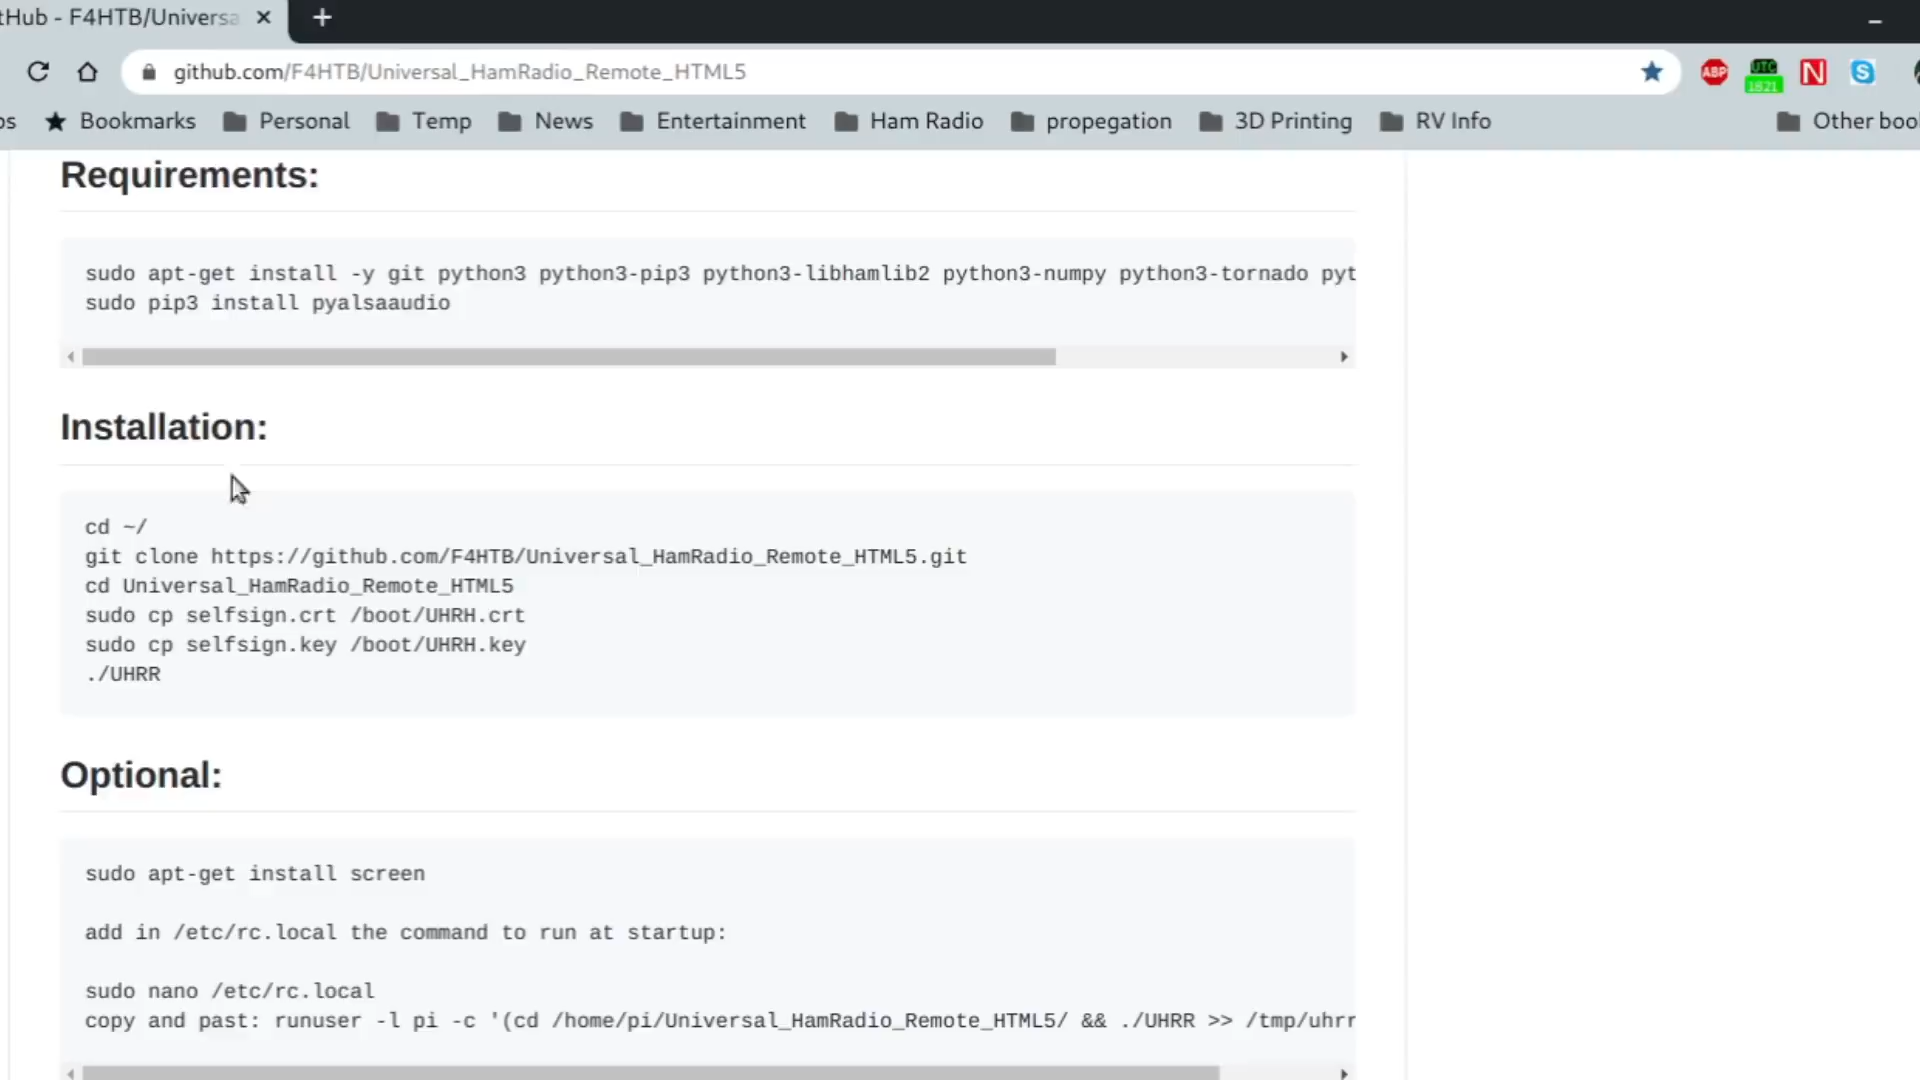 tHub - F4HTB/Universa
github.com/F4HTB/Universal_HamRadio_Remote_HTML5
ABP
UTC
1821
N
S
ps
Bookmarks
Personal
Temp
News
Entertainment
Ham Radio
propegation
3D Printing
RV Info
Other boo
Requirements:
sudo apt-get install -y git python3 python3-pip3 python3-libhamlib2 python3-numpy python3-tornado pyt
sudo pip3 install pyalsaaudio
Installation:
cd ~/
git clone https://github.com/F4HTB/Universal_HamRadio_Remote_HTML5.git
cd Universal_HamRadio_Remote_HTML5
sudo cp selfsign.crt /boot/UHRH.crt
sudo cp selfsign.key /boot/UHRH.key
./UHRR
Optional:
sudo apt-get install screen
add in /etc/rc.local the command to run at startup:
sudo nano /etc/rc.local
copy and past: runuser -l pi -c '(cd /home/pi/Universal_HamRadio_Remote_HTML5/ && ./UHRR >> /tmp/uhrr